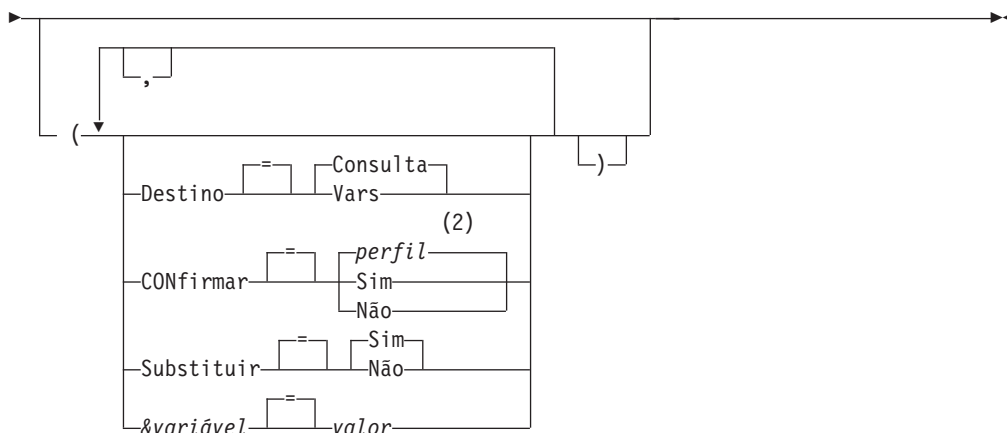 ,
(
)
Destino = Consulta
Vars
(2)
CONfirmar = perfil
Sim
Não
Substituir = Sim
Não
&variável = valor